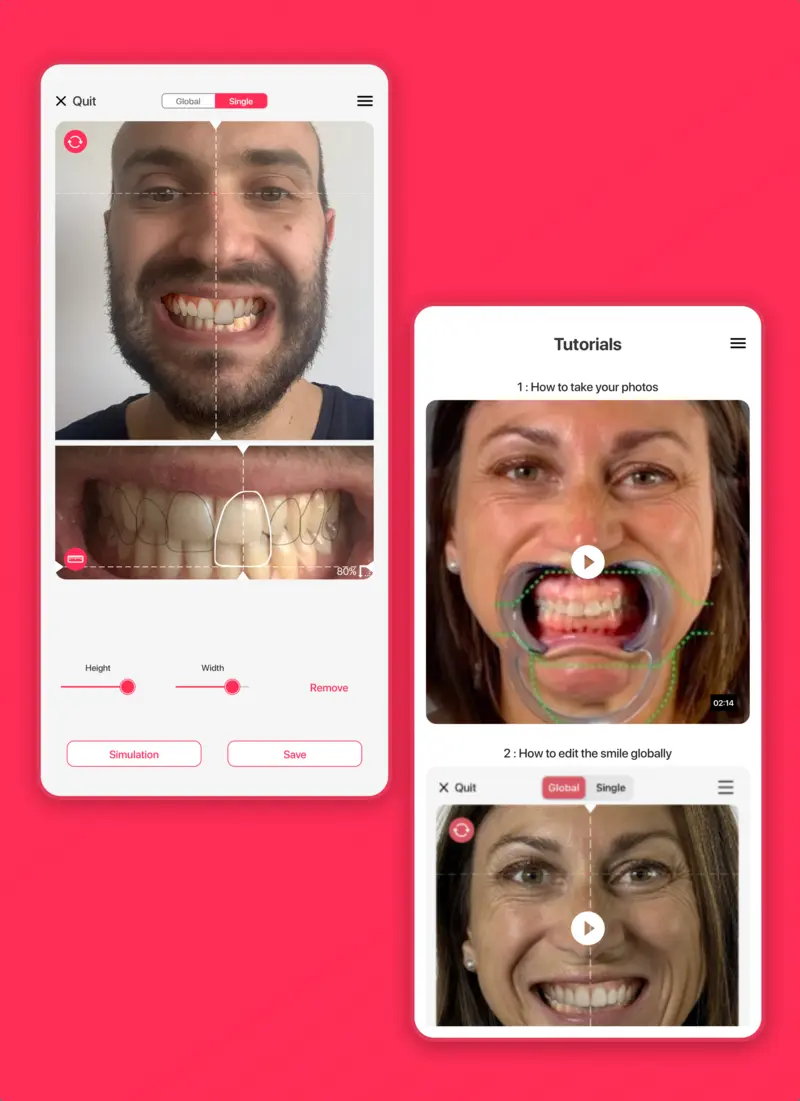 Quit
Global Single
80%
Height Width
Remove
Simulation Save
Tutorials
1 : How to take your photos
02:14
2 : How to edit the smile globally
Quit Global Single